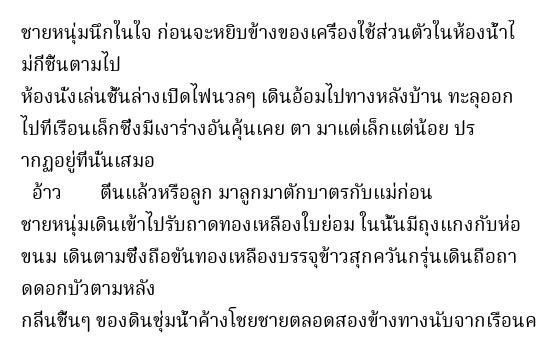 ชายหนุ่มนึกในใจ ก่อนจะหยิบข้างของเครื่องใช้ส่วนตัวในห้องน้ำไ
ม่กี่ชิ้นตามไป
ห้องนั่งเล่นชั้นล่างเปิดไฟนวลๆ เดินอ้อมไปทางหลังบ้าน ทะลุออก
ไปที่เรือนเล็กซึ่งมีเงาร่างอันคุ้นเคย ตา มาแต่เล็กแต่น้อย ปร
ากฏอยู่ที่นั่นเสมอ
อ้าว ตื่นแล้วหรือลูก มาลูกมาตักบาตรกับแม่ก่อน
ชายหนุ่มเดินเข้าไปรับถาดทองเหลืองใบย่อม ในนั้นมีถุงแกงกับห่อ
ขนม เดินตามซึ่งถือขันทองเหลืองบรรจุข้าวสุกควันกรุ่นเดินถือถา
ดดอกบัวตามหลัง
กลิ่นชื้นๆ ของดินชุ่มน้ำค้างโชยชายตลอดสองข้างทางนับจากเรือนค